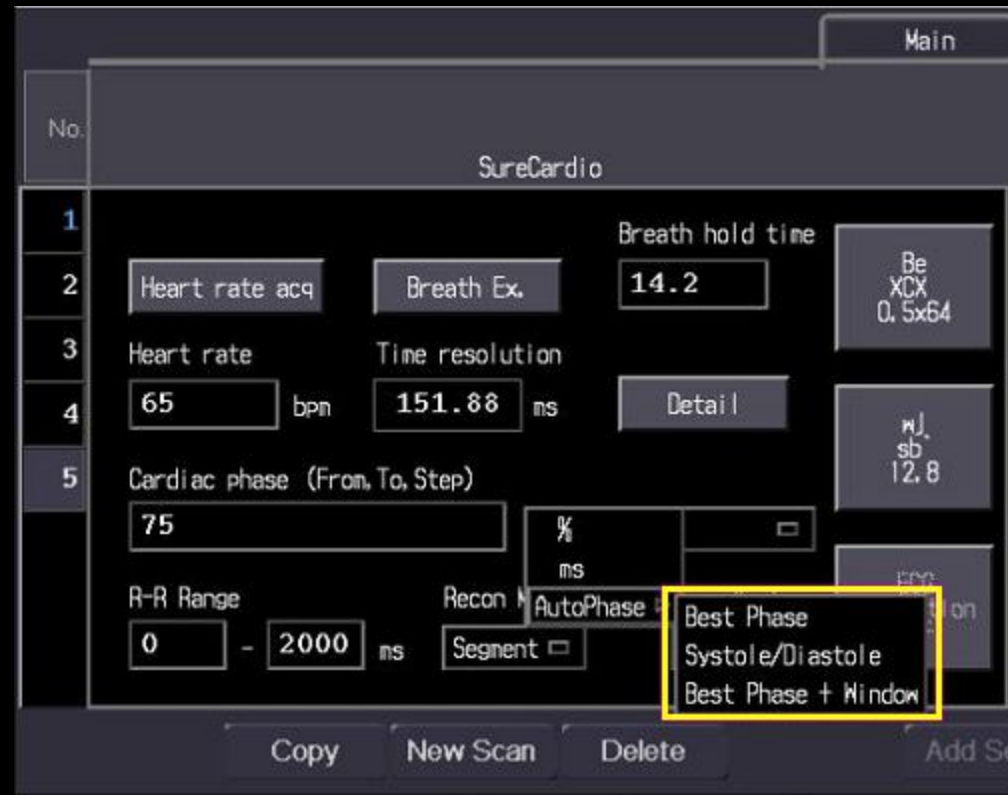 Main
No.
SureCardio
1
2
3
4
5
Breath hold time
Heart rate acq
Breath Ex.
14.2
Be
XCX
0.5x64
Heart rate
Time resolution
65 bpm
151.88 ms
Detail
sb
12.8
Cardiac phase (From, To, Step)
75
%
ms
AutoPhase
R-R Range
Recon
0 - 2000 ms
Segment
Best Phase
Systole/Diastole
Best Phase + Window
Copy
New Scan
Delete
Add